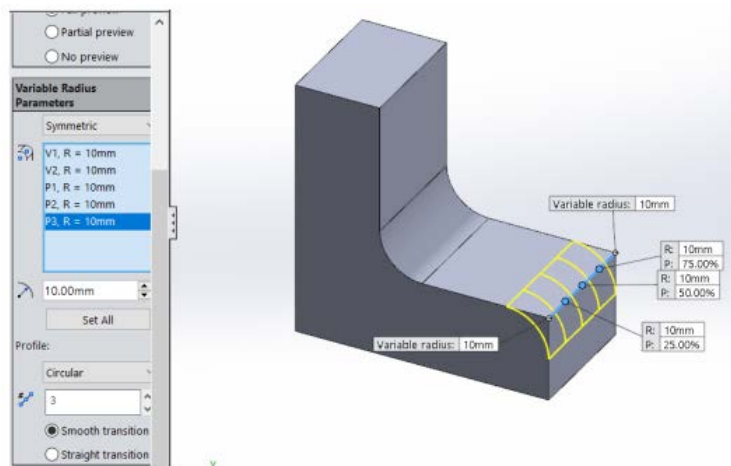 Partial preview
No preview
Variable Radius
Parameters
Symmetric
V1, R = 10mm
V2, R = 10mm
P1, R = 10mm
P2, R = 10mm
P3, R = 10mm
10.00mm
Set All
Profile:
Circular
3
Smooth transition
Straight transition
Variable radius: 10mm
R: 10mm
P: 75.00%
R: 10mm
P: 50.00%
R: 10mm
P: 25.00%
Variable radius: 10mm
Y